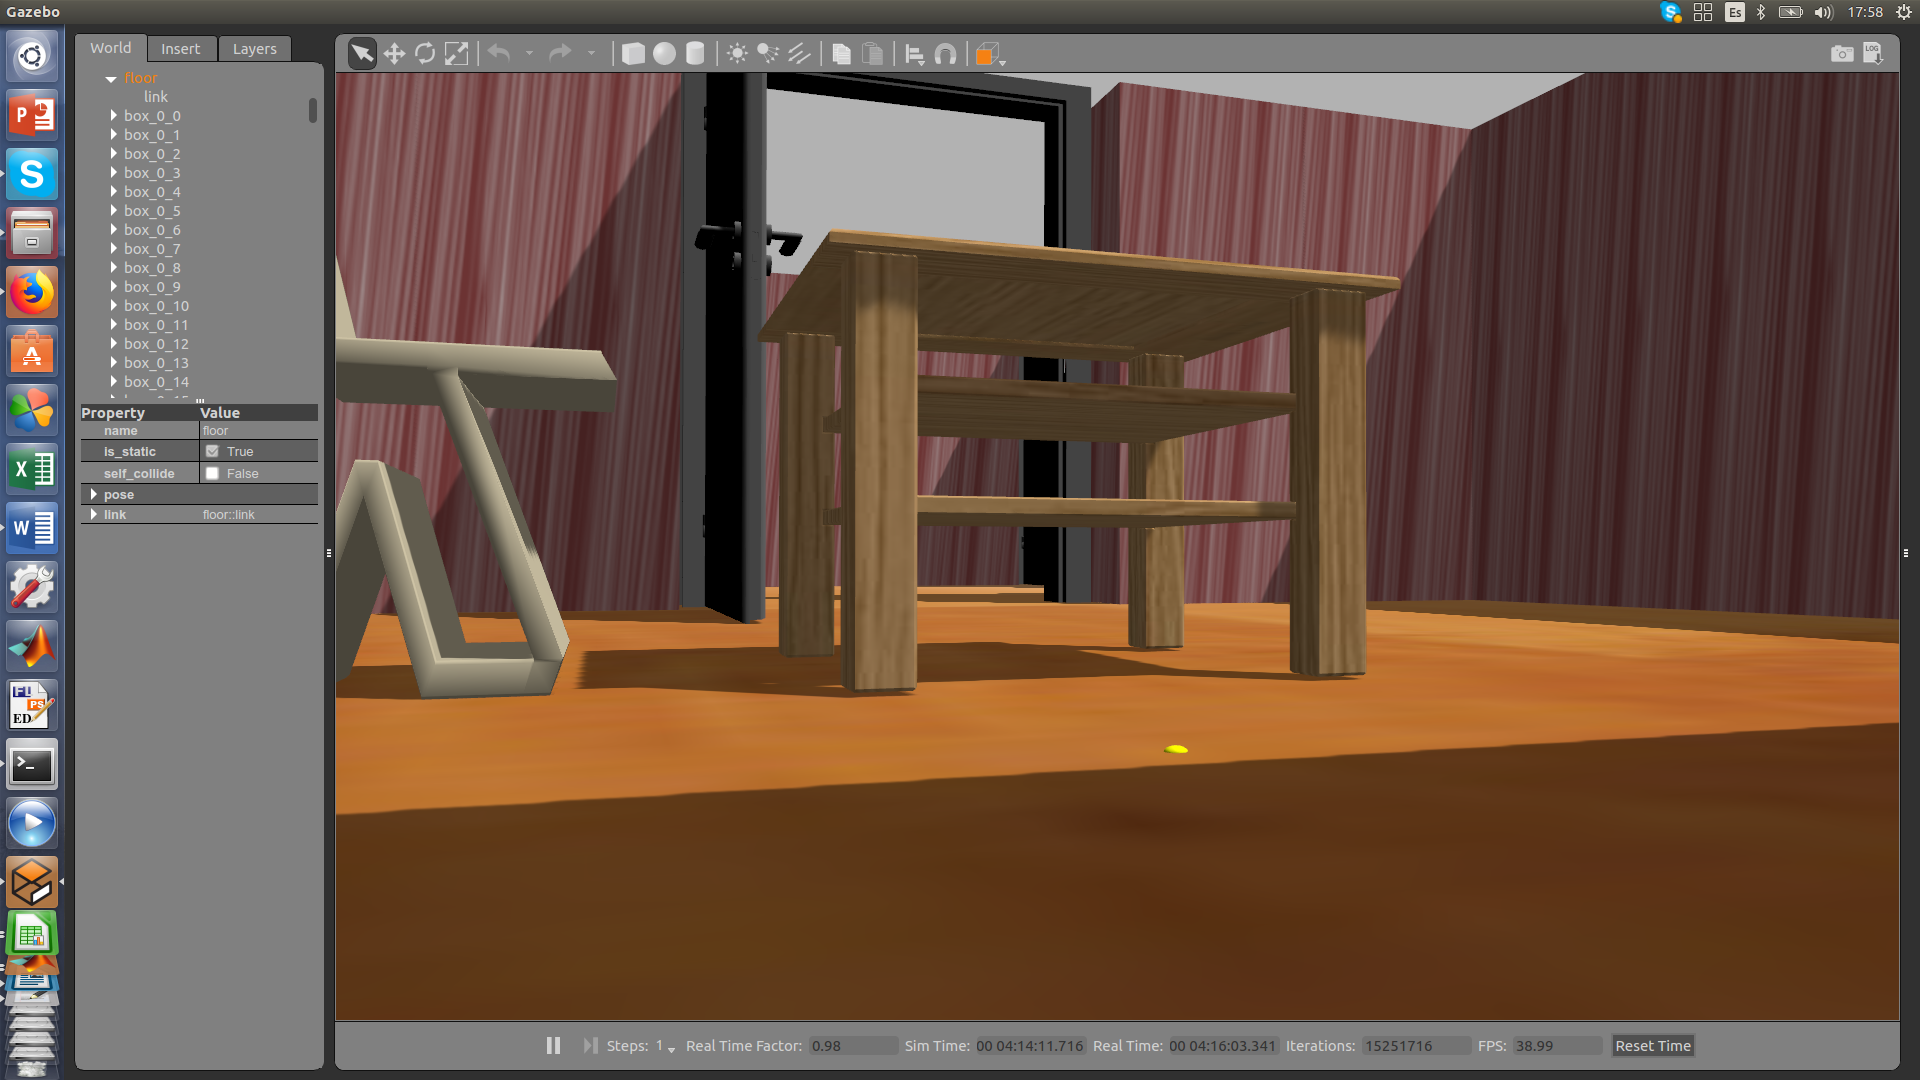 Gazebo
Es
17:58
World
Insert
Layers
LOG
floor
link
box_0_0
box_0_1
box_0_2
box_0_3
box_0_4
box_0_5
box_0_6
box_0_7
box_0_8
box_0_9
box_0_10
box_0_11
box_0_12
box_0_13
box_0_14
Property Value
name floor
is_static True
self_collide False
pose
link floor::link
Steps: 1
Real Time Factor: 0.98
Sim Time: 00 04:14:11.716
Real Time: 00 04:16:03.341
Iterations: 15251716
FPS: 38.99
Reset Time